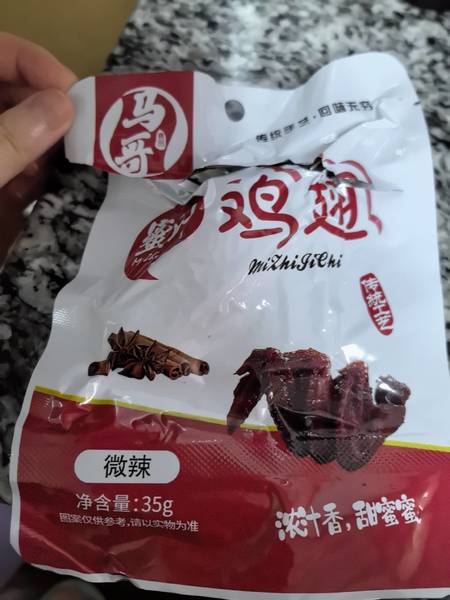 马哥
传统手艺·回味无穷
蜜汁
鸡翅
MiZhiJiChi
传统工艺
微辣
净含量:35g
图案仅供参考,请以实物为准
浓汁香,甜蜜蜜